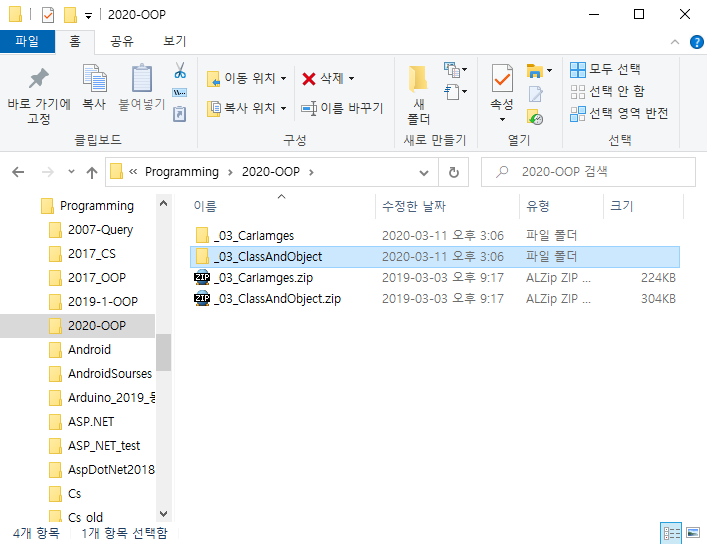 2020-OOP
파일 홈 공유 보기
바로 가기에 고정
복사
붙여넣기
이동 위치
복사 위치
삭제
이름 바꾸기
새 폴더
속성
모두 선택
선택 안 함
선택 영역 반전
클립보드 구성 새로 만들기 열기 선택
« Programming › 2020-OOP ›
2020-OOP 검색
Programming
2007-Query
2017_CS
2017_OOP
2019-1-OOP
2020-OOP
Android
AndroidSourses
Arduino_2019_
ASP.NET
ASP_NET_test
AspDotNet2018
Cs
Cs_old
이름 수정한 날짜 유형 크기
_03_CarIamges 2020-03-11 오후 3:06 파일 폴더
_03_ClassAndObject 2020-03-11 오후 3:06 파일 폴더
ZIP _03_CarIamges.zip 2019-03-03 오후 9:17 ALZip ZIP ... 224KB
ZIP _03_ClassAndObject.zip 2019-03-03 오후 9:17 ALZip ZIP ... 304KB
4개 항목 1개 항목 선택함